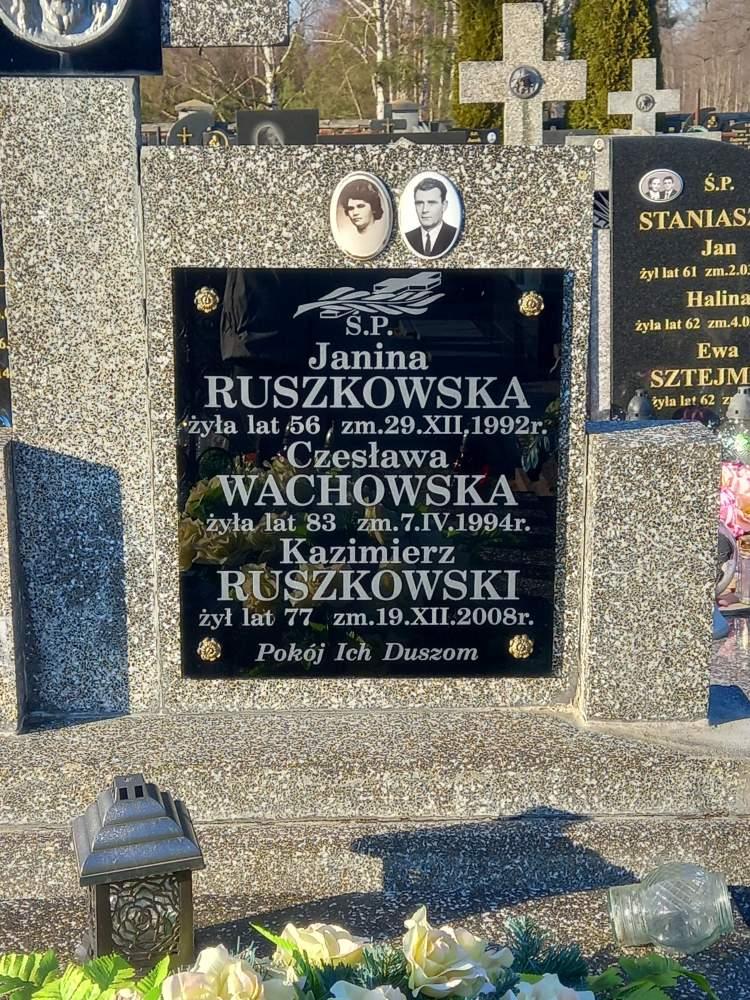 Ś.P.
Janina
RUSZKOWSKA
żyła lat 56 zm.29.XII.1992r.
Czesława
WACHOWSKA
żyła lat 83 zm.7.IV.1994r.
Kazimierz
RUSZKOWSKI
żył lat 77 zm.19.XII.2008r.
Pokój Ich Duszom
Ś.P.
Jan
żył lat 61
Halina
żyła lat 62
Ewa
żyła lat 62